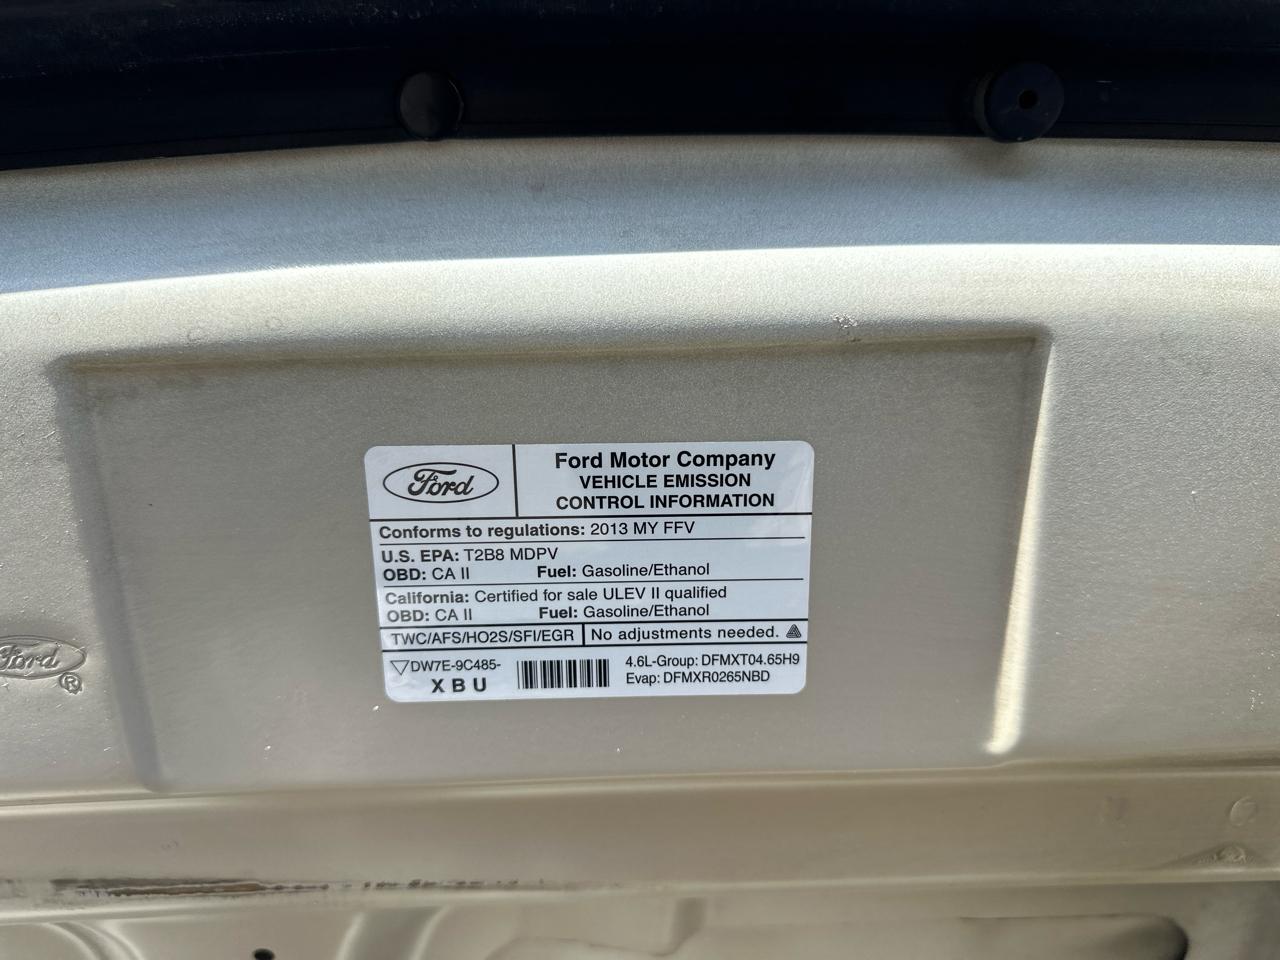 Ford
Ford Motor Company
VEHICLE EMISSION
CONTROL INFORMATION
Conforms to regulations: 2013 MY FFV
U.S. EPA: T2B8 MDPV
OBD: CA II Fuel: Gasoline/Ethanol
California: Certified for sale ULEV II qualified
OBD: CA II Fuel: Gasoline/Ethanol
TWC/AFS/HO2S/SFI/EGR No adjustments needed.
DW7E-9C485-
X B U
4.6L-Group: DFMXT04.65H9
Evap: DFMXR0265NBD
Ford
®